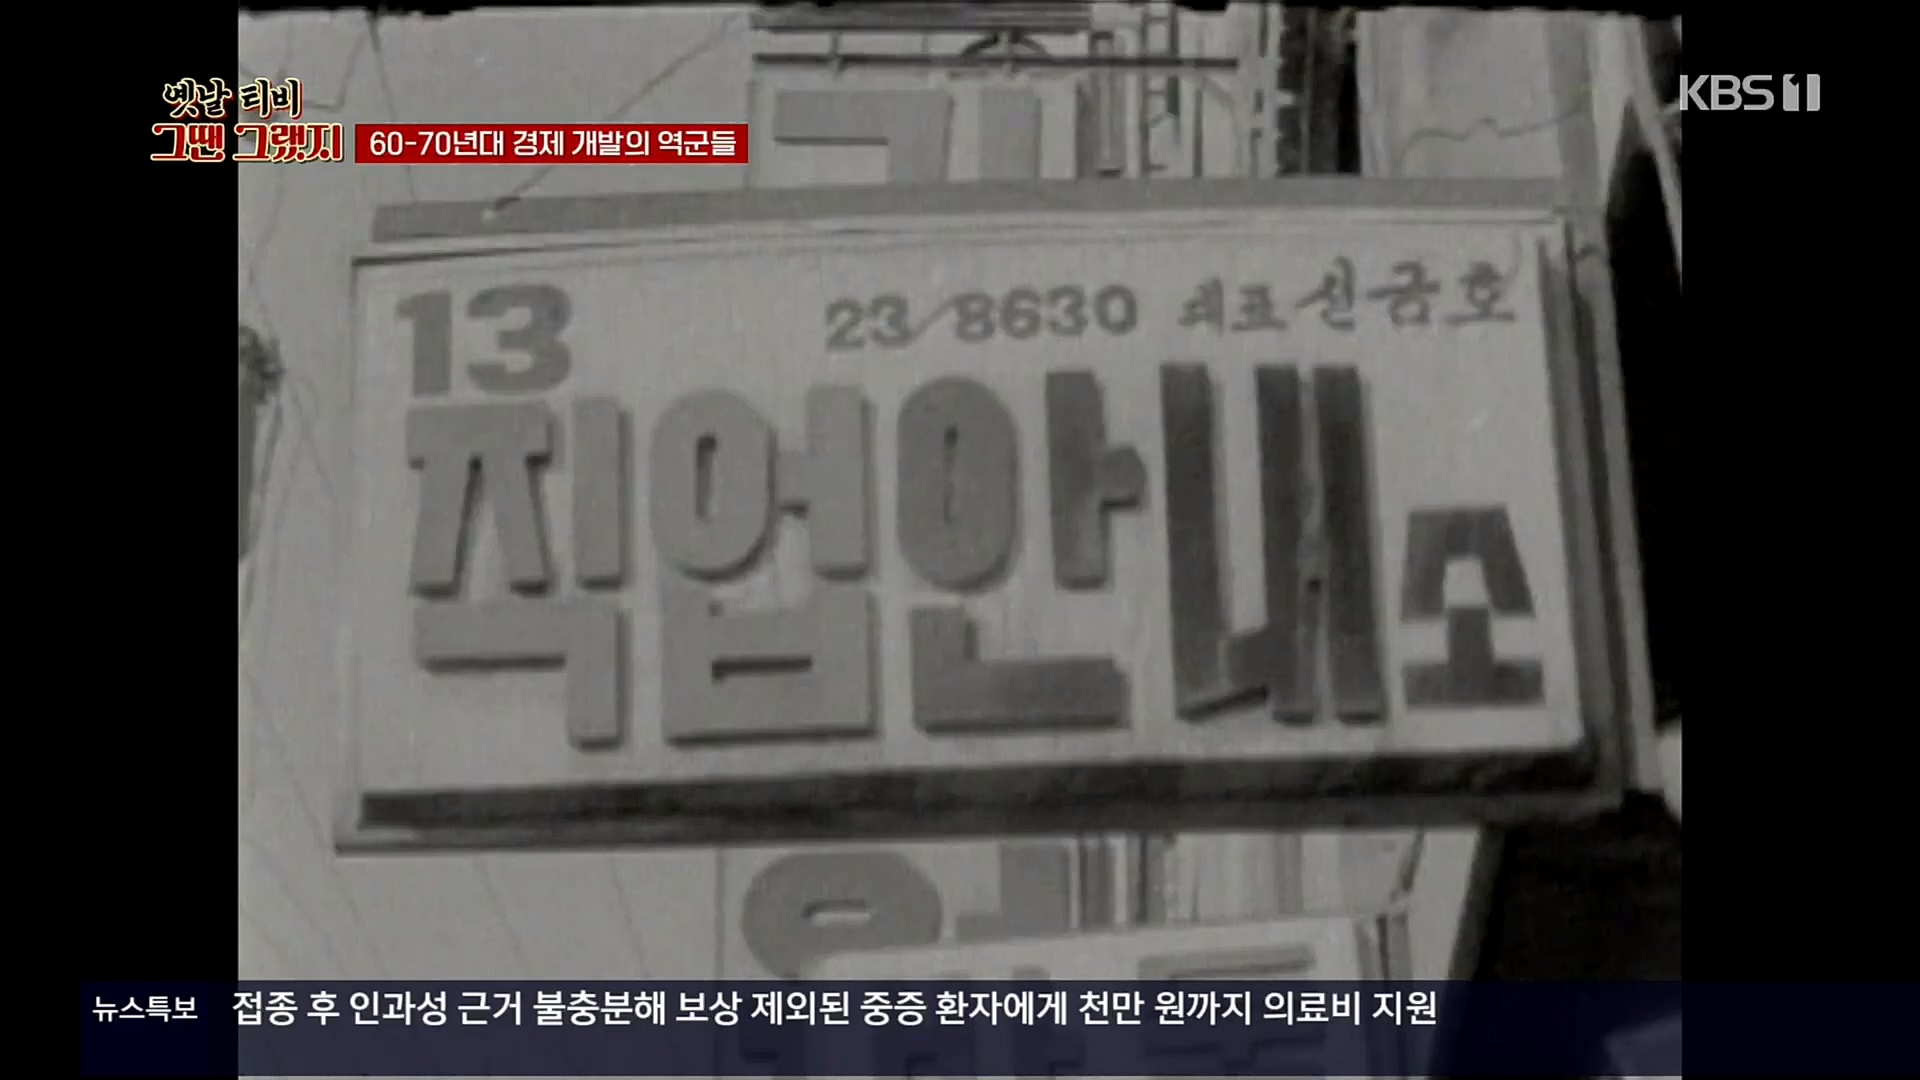 옛날 티비
그땐 그랬지
60-70년대 경제 개발의 역군들
KBS 1
13
23/8630 대표 신금호
직업안내
소
뉴스특보
접종 후 인과성 근거 불충분해 보상 제외된 중증 환자에게 천만 원까지 의료비 지원